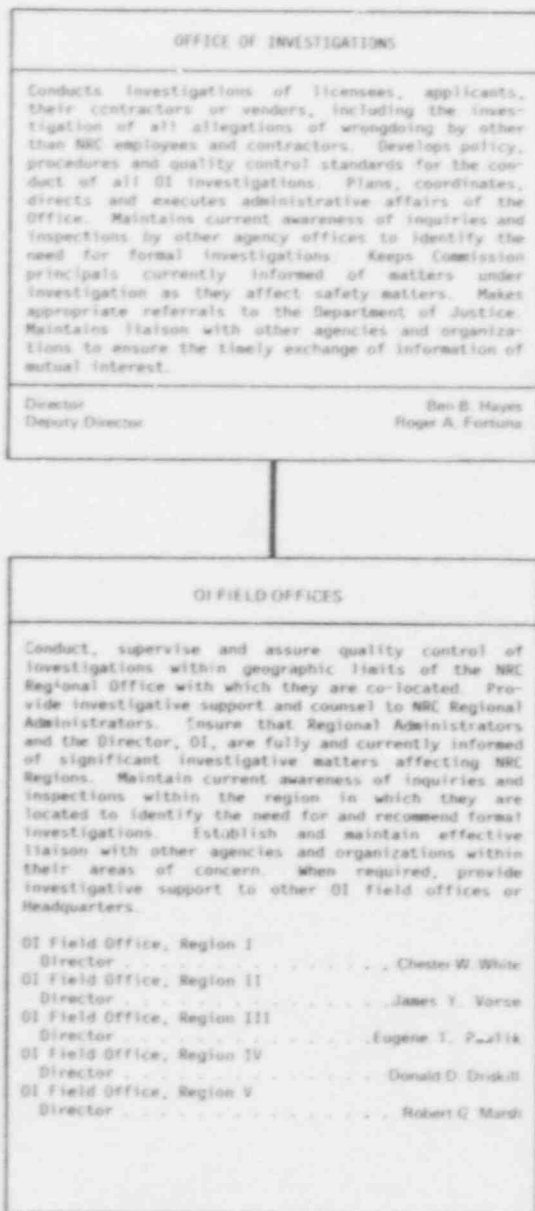 OFFICE OF INVESTIGATIONS
Conducts investigations of licensees, applicants,
their contractors or vendors, including the inves-
tigation of all allegations of wrongdoing by other
than NRC employees and contractors. Develops policy,
procedures and quality control standards for the con-
duct of all OI investigations. Plans, coordinates,
directs and executes administrative affairs of the
Office. Maintains current awareness of inquiries and
inspections by other agency offices to identify the
need for formal investigations. Keeps Commission
principals currently informed of matters under
investigation as they affect safety matters. Makes
appropriate referrals to the Department of Justice.
Maintains liaison with other agencies and organiza-
tions to ensure the timely exchange of information of
mutual interest.
Director Ben B. Hayes
Deputy Director Roger A. Fortuna
OI FIELD OFFICES
Conduct, supervise and assure quality control of
investigations within geographic limits of the NRC
Regional Office with which they are co-located. Pro-
vide investigative support and counsel to NRC Regional
Administrators. Ensure that Regional Administrators
and the Director, OI, are fully and currently informed
of significant investigative matters affecting NRC
Regions. Maintain current awareness of inquiries and
inspections within the region in which they are
located to identify the need for and recommend formal
investigations. Establish and maintain effective
liaison with other agencies and organizations within
their areas of concern. When required, provide
investigative support to other OI field offices or
Headquarters.
OI Field Office, Region I
Director . . . . . . . . . . . . . . . . Chester W. White
OI Field Office, Region II
Director . . . . . . . . . . . . . . . . James Y. Vorse
OI Field Office, Region III
Director . . . . . . . . . . . . . . . . Eugene T.
OI Field Office, Region IV
Director . . . . . . . . . . . . . . . . Donald D. Driskill
OI Field Office, Region V
Director . . . . . . . . . . . . . . . . Robert G. Marsh